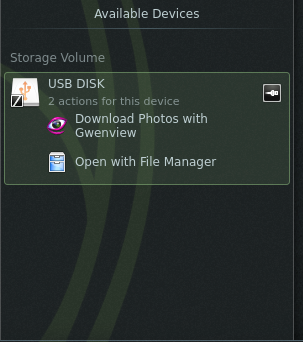 Available Devices
Storage Volume
USB DISK
2 actions for this device
Download Photos with
Gwenview
Open with File Manager